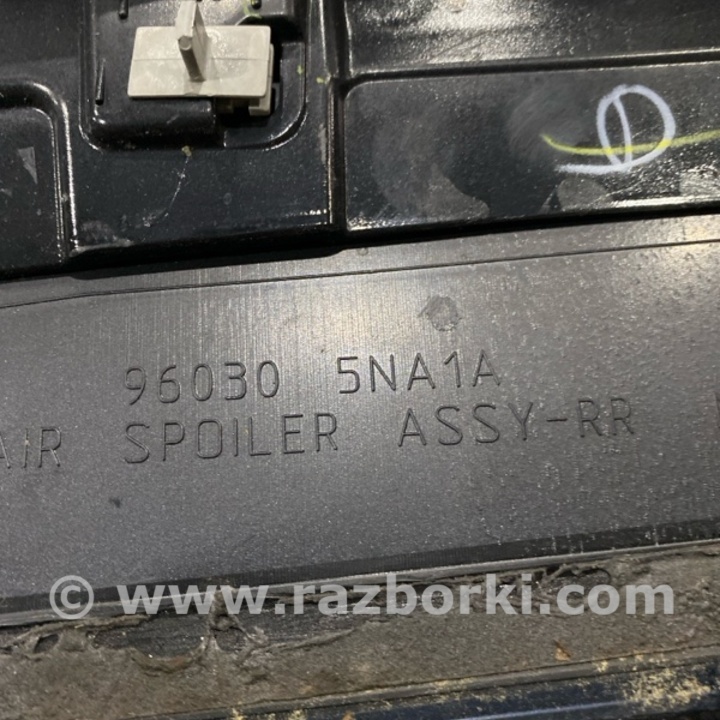 96030 5NA1A
AIR SPOILER ASSY-RR
© www.razborki.com